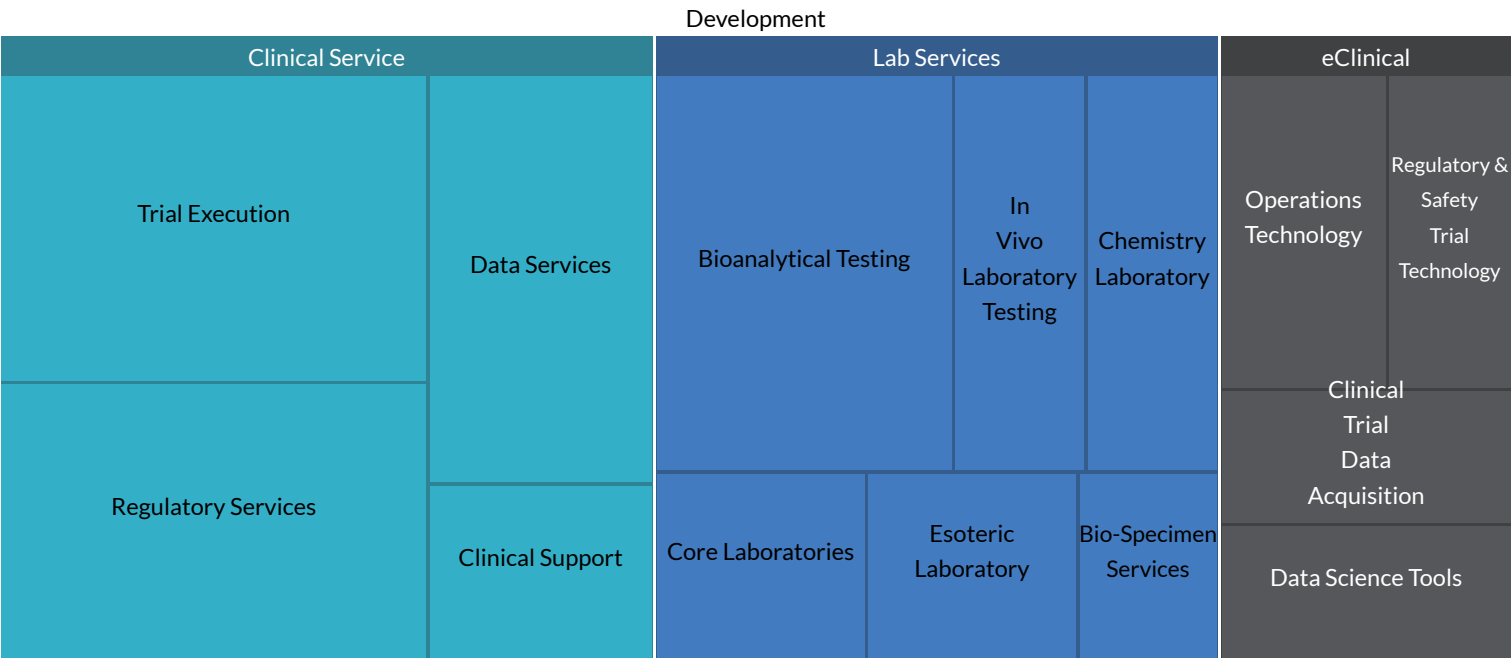 Development
Clinical Service
Trial Execution
Data Services
Regulatory Services
Clinical Support
Lab Services
Bioanalytical Testing
In
Vivo
Laboratory
Testing
Chemistry
Laboratory
Core Laboratories
Esoteric
Laboratory
Bio-Specimen
Services
eClinical
Operations
Technology
Regulatory &
Safety
Trial
Technology
Clinical
Trial
Data
Acquisition
Data Science Tools